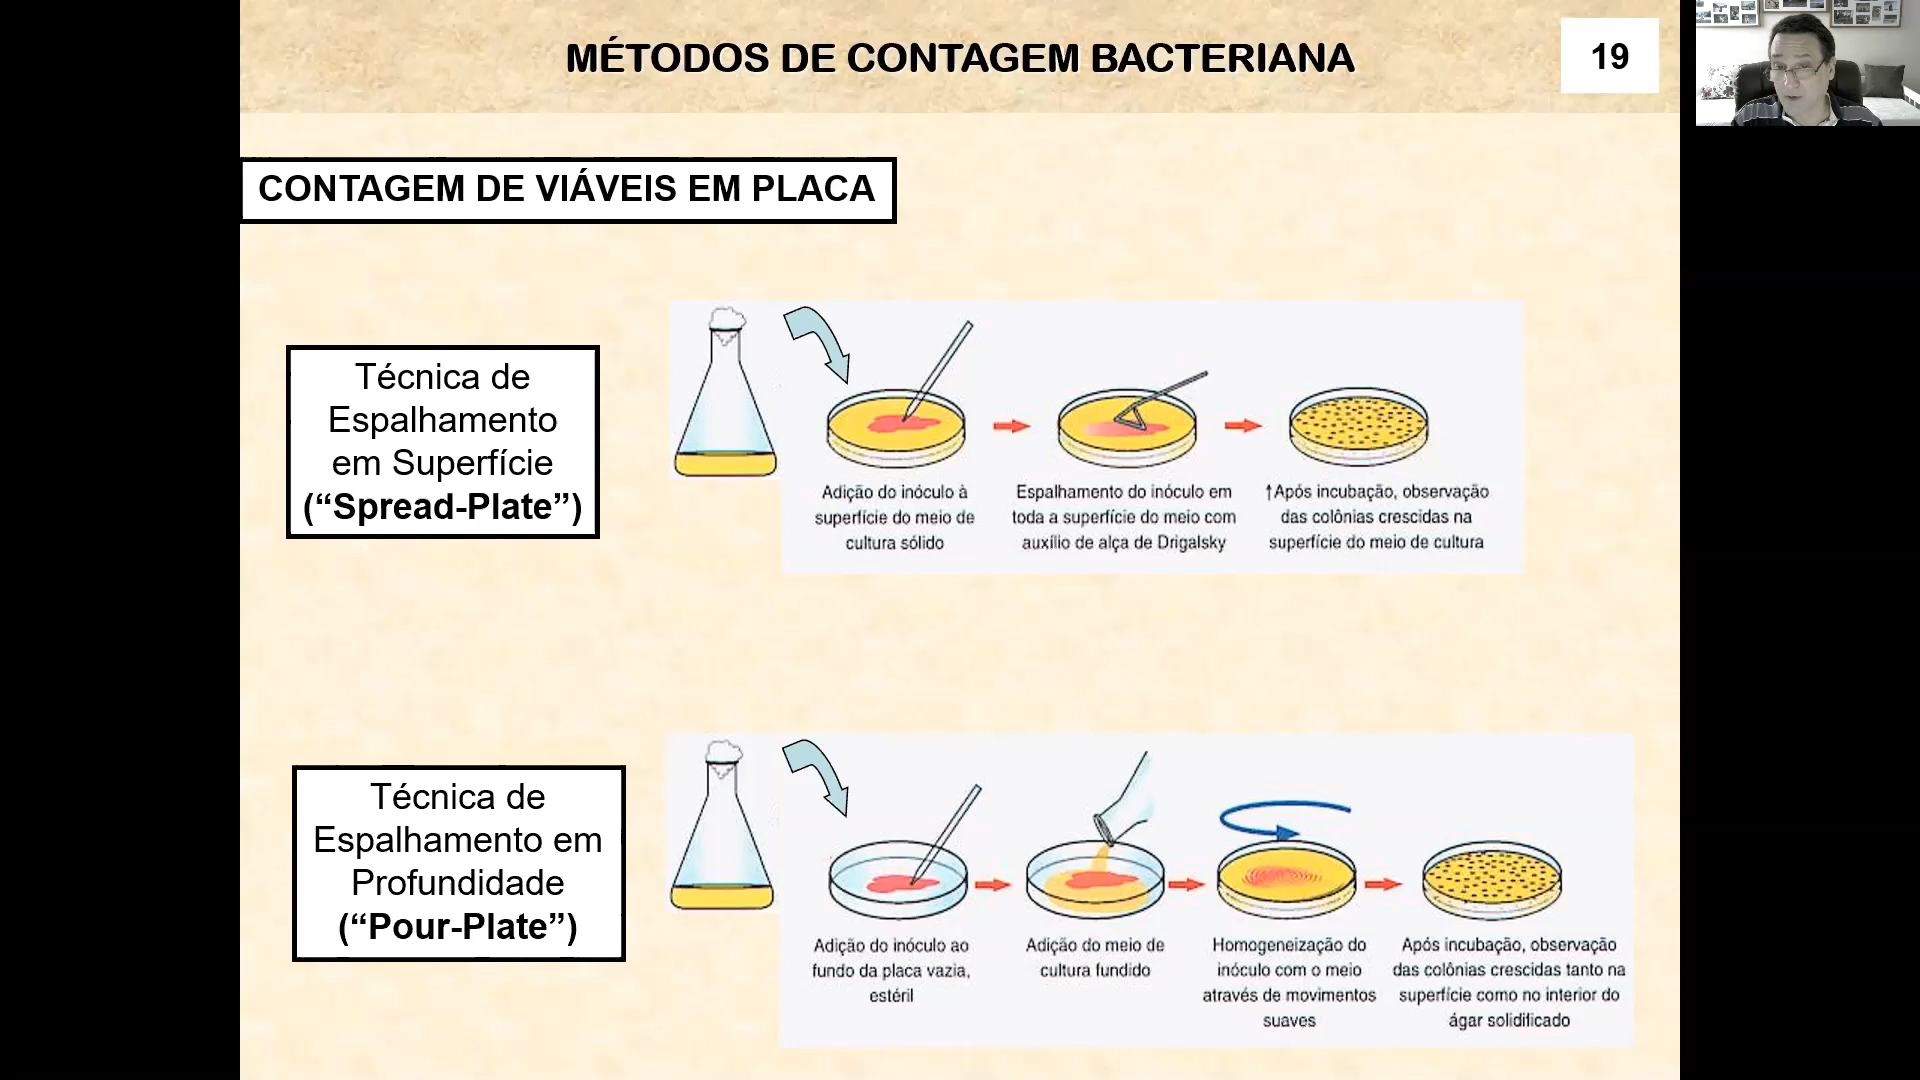 MÉTODOS DE CONTAGEM BACTERIANA
19
CONTAGEM DE VIÁVEIS EM PLACA
Técnica de
Espalhamento
em Superfície
(“Spread-Plate”)
Adição do inóculo à
superfície do meio de
cultura sólido
Espalhamento do inóculo em
toda a superfície do meio com
auxílio de alça de Drigalsky
↑Após incubação, observação
das colônias crescidas na
superfície do meio de cultura
Técnica de
Espalhamento em
Profundidade
(“Pour-Plate”)
Adição do inóculo ao
fundo da placa vazia,
estéril
Adição do meio de
cultura fundido
Homogeneização do
inóculo com o meio
através de movimentos
suaves
Após incubação, observação
das colônias crescidas tanto na
superfície como no interior do
ágar solidificado